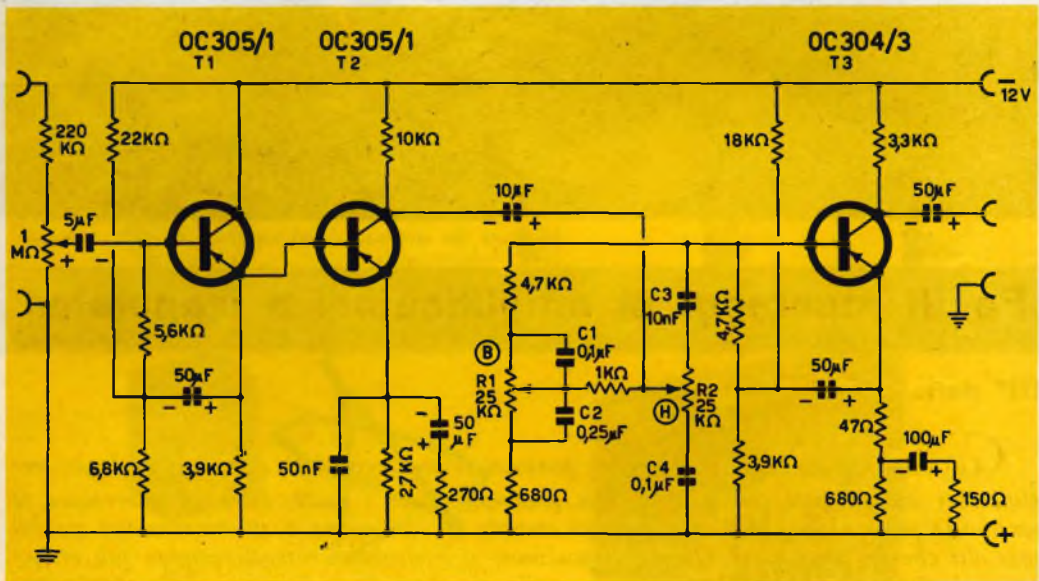 OC305/1
T1
OC305/1
T2
OC304/3
T3
−
12V
220
KΩ
22KΩ
10KΩ
18KΩ
3,3KΩ
5µF
10µF
50µF
1
MΩ
+
−
−
+
−
+
4,7KΩ
C3
10nF
4,7KΩ
5,6KΩ
B
C1
0,1µF
50µF
−
+
R1
25
KΩ
1KΩ
H
R2
25
KΩ
50µF
−
+
C2
0,25µF
47Ω
−
50
µF
+
100µF
−
+
6,8KΩ
3,9KΩ
50nF
2,7KΩ
270Ω
680Ω
C4
0,1µF
3,9KΩ
680Ω
150Ω
+